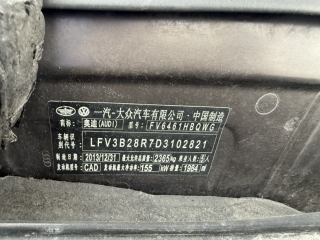 一汽-大众汽车有限公司·中国制造
品牌: 奥迪(AUDI) 型号: FV6461HBQWG
车辆识别代号: LFV3B28R7D3102821
制造年月: 2013/12/31 最大允许总质量: 2385kg 乘坐人数: 5人
发动机型号: CAD 发动机最大净功率: 155 kW 排量: 1984 ml